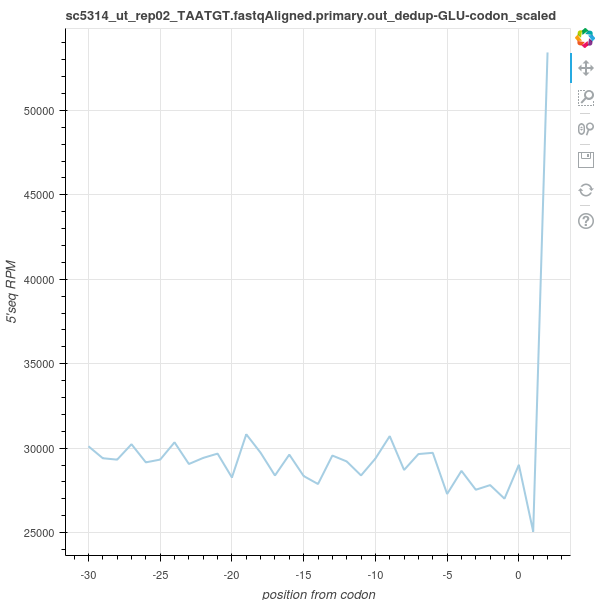 sc5314_ut_rep02_TAATGT.fastqAligned.primary.out_dedup-GLU-codon_scaled
50000
45000
40000
35000
30000
25000
5'seq RPM
-30 -25 -20 -15 -10 -5 0
position from codon